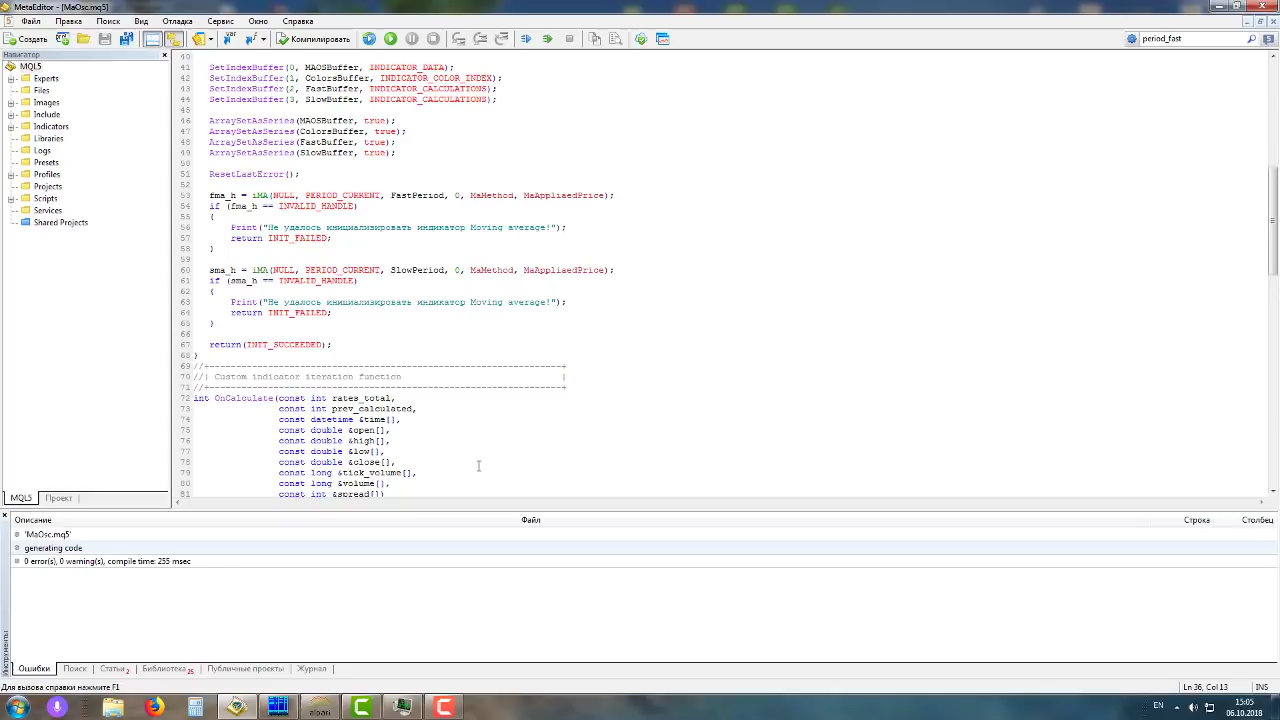 MetaEditor - [MaOsc.mq5]
Файл Правка Поиск Вид Отладка Сервис Окно Справка
Создать Компилировать period_fast
Навигатор
MQL5
Experts
Files
Images
Include
Indicators
Libraries
Logs
Presets
Profiles
Projects
Scripts
Services
Shared Projects
MQL5 Проект
40
41 SetIndexBuffer(0, MAOSBuffer, INDICATOR_DATA);
42 SetIndexBuffer(1, ColorsBuffer, INDICATOR_COLOR_INDEX);
43 SetIndexBuffer(2, FastBuffer, INDICATOR_CALCULATIONS);
44 SetIndexBuffer(3, SlowBuffer, INDICATOR_CALCULATIONS);
45
46 ArraySetAsSeries(MAOSBuffer, true);
47 ArraySetAsSeries(ColorsBuffer, true);
48 ArraySetAsSeries(FastBuffer, true);
49 ArraySetAsSeries(SlowBuffer, true);
50
51 ResetLastError();
52
53 fma_h = iMA(NULL, PERIOD_CURRENT, FastPeriod, 0, MaMethod, MaAppliaedPrice);
54 if (fma_h == INVALID_HANDLE)
55 {
56 Print("Не удалось инициализировать индикатор Moving average!");
57 return INIT_FAILED;
58 }
59
60 sma_h = iMA(NULL, PERIOD_CURRENT, SlowPeriod, 0, MaMethod, MaAppliaedPrice);
61 if (sma_h == INVALID_HANDLE)
62 {
63 Print("Не удалось инициализировать индикатор Moving average!");
64 return INIT_FAILED;
65 }
66
67 return(INIT_SUCCEEDED);
68 }
69 //+------------------------------------------------------------------+
70 //| Custom indicator iteration function |
71 //+------------------------------------------------------------------+
72 int OnCalculate(const int rates_total,
73 const int prev_calculated,
74 const datetime &time[],
75 const double &open[],
76 const double &high[],
77 const double &low[],
78 const double &close[],
79 const long &tick_volume[],
80 const long &volume[],
81 const int &spread[])
Описание Файл Строка Столбец
'MaOsc.mq5'
generating code
0 error(s), 0 warning(s), compile time: 255 msec
Инструменты
Ошибки Поиск Статьи 2 Библиотека 25 Публичные проекты Журнал
Для вызова справки нажмите F1 Ln 36, Col 13 INS
alpari EN 15:05
06.10.2018